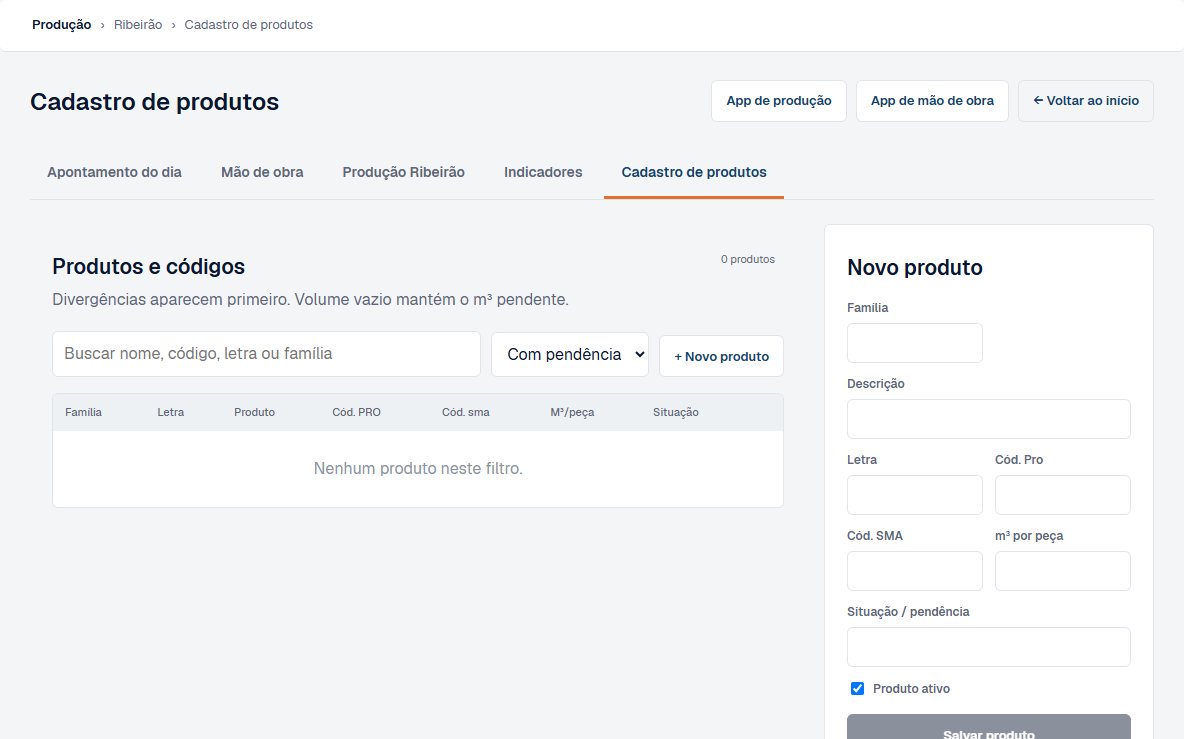 Produção › Ribeirão › Cadastro de produtos
Cadastro de produtos
App de produção
App de mão de obra
← Voltar ao início
Apontamento do dia
Mão de obra
Produção Ribeirão
Indicadores
Cadastro de produtos
Produtos e códigos
0 produtos
Divergências aparecem primeiro. Volume vazio mantém o m³ pendente.
Buscar nome, código, letra ou família
Com pendência
+ Novo produto
Família Letra Produto Cód. PRO Cód. sma M³/peça Situação
Nenhum produto neste filtro.
Novo produto
Família
Descrição
Letra Cód. Pro
Cód. SMA m³ por peça
Situação / pendência
Produto ativo
Salvar produto